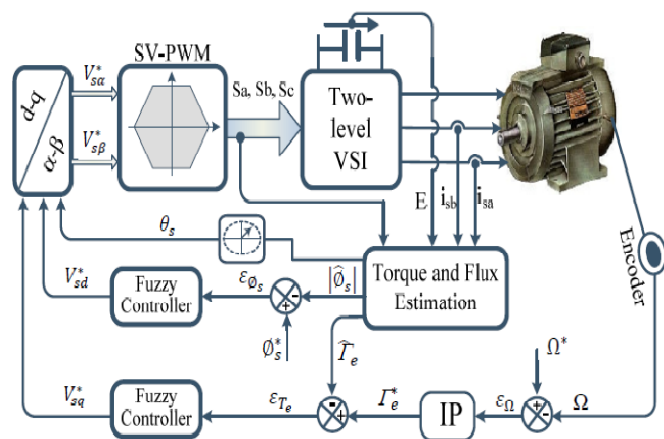 SV-PWM
d-q
α-β
V*sα
V*sβ
Sa, Sb, Sc
Two-
level
VSI
E
isb
isa
Encoder
θs
V*sd
Fuzzy
Controller
εØs
|Ø̂s|
Ø*s
Torque and Flux
Estimation
T̂e
V*sq
Fuzzy
Controller
εTe
Γ*e
IP
εΩ
Ω*
Ω
+
-
+
-
+
-